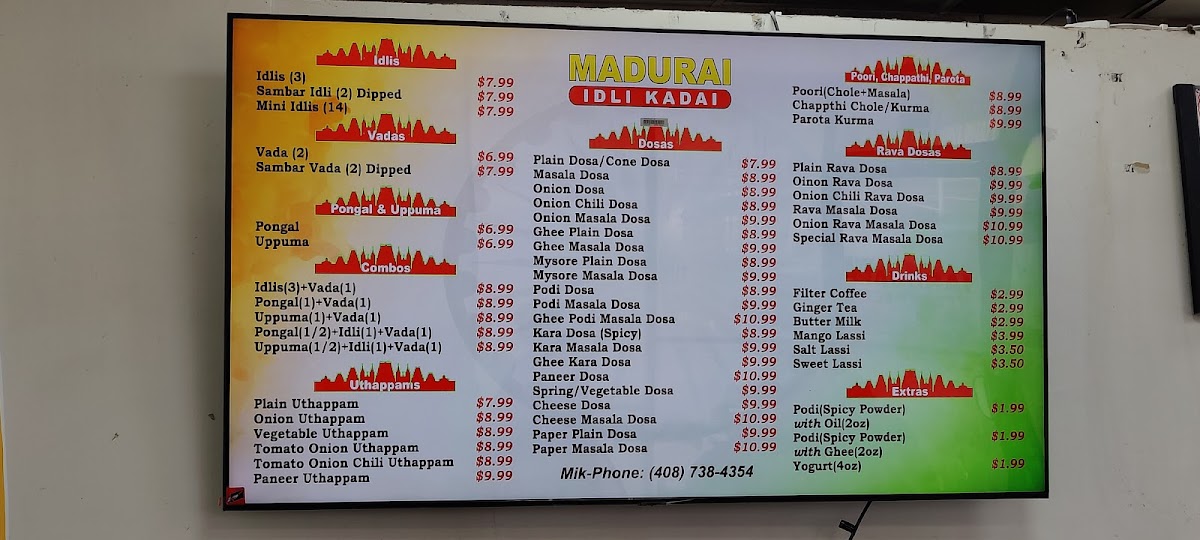 Idlis
Idlis (3) $7.99
Sambar Idli (2) Dipped $7.99
Mini Idlis (14) $7.99
Vadas
Vada (2) $6.99
Sambar Vada (2) Dipped $7.99
Pongal & Uppuma
Pongal $6.99
Uppuma $6.99
Combos
Idlis(3)+Vada(1) $8.99
Pongal(1)+Vada(1) $8.99
Uppuma(1)+Vada(1) $8.99
Pongal(1/2)+Idli(1)+Vada(1) $8.99
Uppuma(1/2)+Idli(1)+Vada(1) $8.99
Uthappams
Plain Uthappam $7.99
Onion Uthappam $8.99
Vegetable Uthappam $8.99
Tomato Onion Uthappam $8.99
Tomato Onion Chili Uthappam $8.99
Paneer Uthappam $9.99
MADURAI
IDLI KADAI
Dosas
Plain Dosa/Cone Dosa $7.99
Masala Dosa $8.99
Onion Dosa $8.99
Onion Chili Dosa $8.99
Onion Masala Dosa $9.99
Ghee Plain Dosa $8.99
Ghee Masala Dosa $9.99
Mysore Plain Dosa $8.99
Mysore Masala Dosa $9.99
Podi Dosa $8.99
Podi Masala Dosa $9.99
Ghee Podi Masala Dosa $10.99
Kara Dosa (Spicy) $8.99
Kara Masala Dosa $9.99
Ghee Kara Dosa $9.99
Paneer Dosa $10.99
Spring/Vegetable Dosa $9.99
Cheese Dosa $9.99
Cheese Masala Dosa $10.99
Paper Plain Dosa $9.99
Paper Masala Dosa $10.99
Mik-Phone: (408) 738-4354
Poori, Chappathi, Parota
Poori(Chole+Masala) $8.99
Chappthi Chole/Kurma $8.99
Parota Kurma $9.99
Rava Dosas
Plain Rava Dosa $8.99
Oinon Rava Dosa $9.99
Onion Chili Rava Dosa $9.99
Rava Masala Dosa $9.99
Onion Rava Masala Dosa $10.99
Special Rava Masala Dosa $10.99
Drinks
Filter Coffee $2.99
Ginger Tea $2.99
Butter Milk $2.99
Mango Lassi $3.99
Salt Lassi $3.50
Sweet Lassi $3.50
Extras
Podi(Spicy Powder) $1.99
with Oil(2oz)
Podi(Spicy Powder) $1.99
with Ghee(2oz)
Yogurt(4oz) $1.99